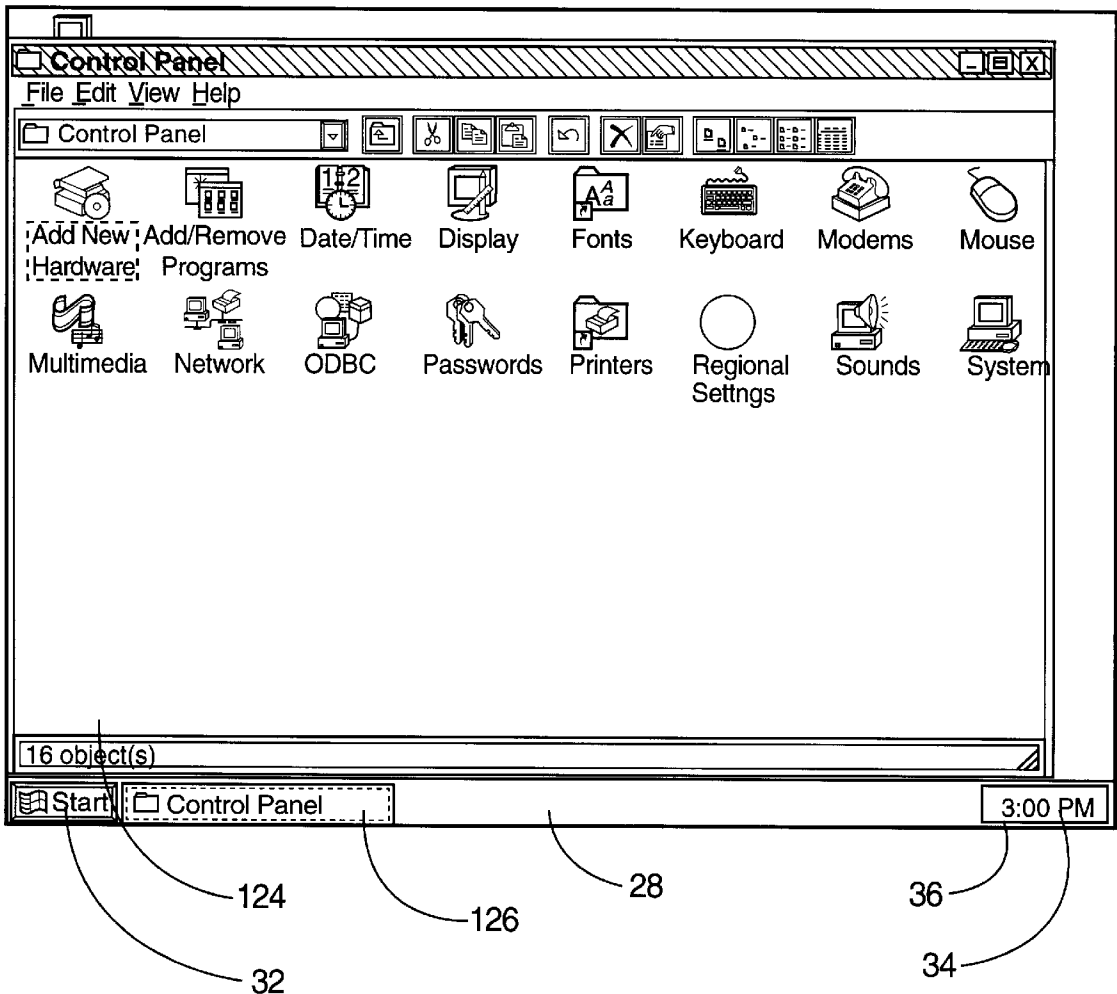 Control Panel
File Edit View Help
Control Panel
Add New Hardware
Add/Remove Programs
Date/Time
Display
Fonts
Keyboard
Modems
Mouse
Multimedia
Network
ODBC
Passwords
Printers
Regional Settngs
Sounds
System
16 object(s)
Start
Control Panel
3:00 PM
124
126
28
36
32
34